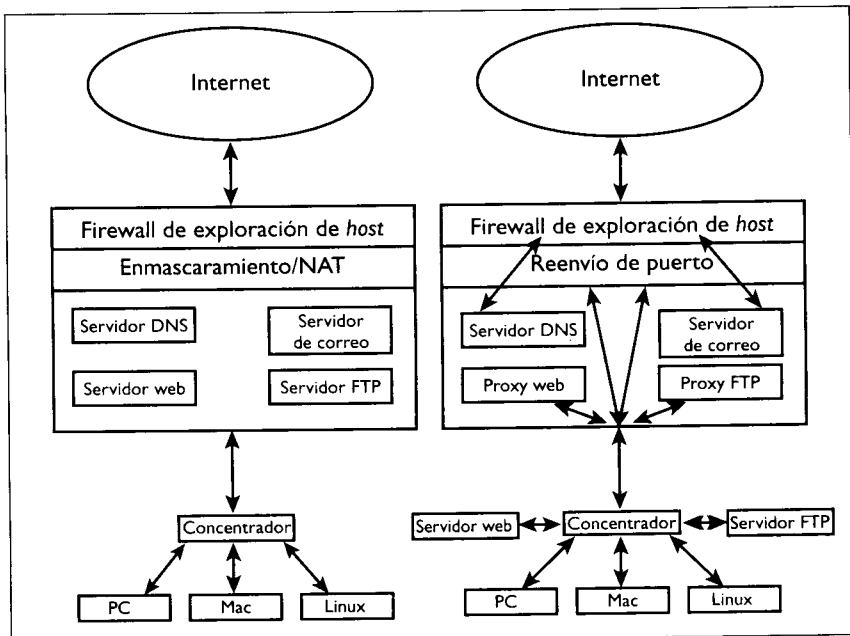 Internet
Firewall de exploración de host
Enmascaramiento/NAT
Servidor DNS
Servidor
de correo
Servidor web
Servidor FTP
Concentrador
PC
Mac
Linux
Internet
Firewall de exploración de host
Reenvío de puerto
Servidor DNS
Servidor
de correo
Proxy web
Proxy FTP
Servidor web
Concentrador
Servidor FTP
PC
Mac
Linux